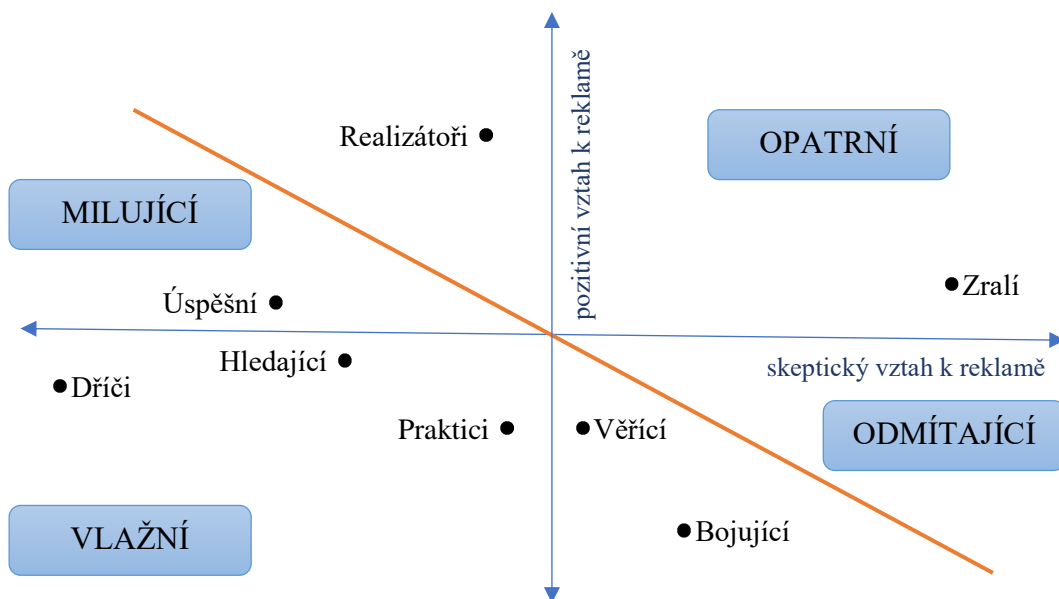 Realizátoři
pozitivní vztah k reklamě
OPATRNÍ
MILUJÍCÍ
Úspěšní
Zralí
Hledající
skeptický vztah k reklamě
Dříči
Praktici
Věřící
ODMÍTAJÍCÍ
VLAŽNÍ
Bojující